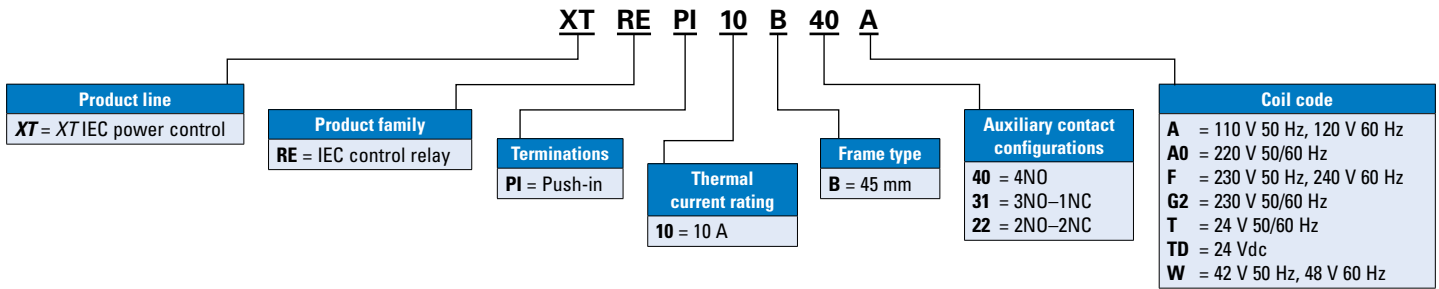 XT RE PI 10 B 40 A
Product line
XT = XT IEC power control
Product family
RE = IEC control relay
Terminations
PI = Push-in
Thermal
current rating
10 = 10 A
Frame type
B = 45 mm
Auxiliary contact
configurations
40 = 4NO
31 = 3NO–1NC
22 = 2NO–2NC
Coil code
A = 110 V 50 Hz, 120 V 60 Hz
A0 = 220 V 50/60 Hz
F = 230 V 50 Hz, 240 V 60 Hz
G2 = 230 V 50/60 Hz
T = 24 V 50/60 Hz
TD = 24 Vdc
W = 42 V 50 Hz, 48 V 60 Hz